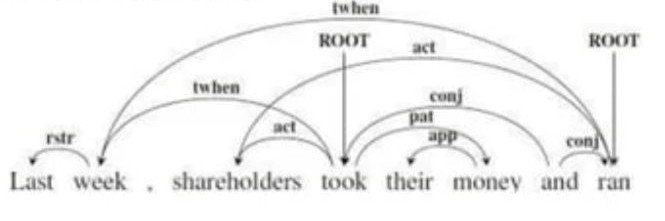 twhen
ROOT act ROOT
twhen conj
pat
rstr act app conj
Last week , shareholders took their money and ran